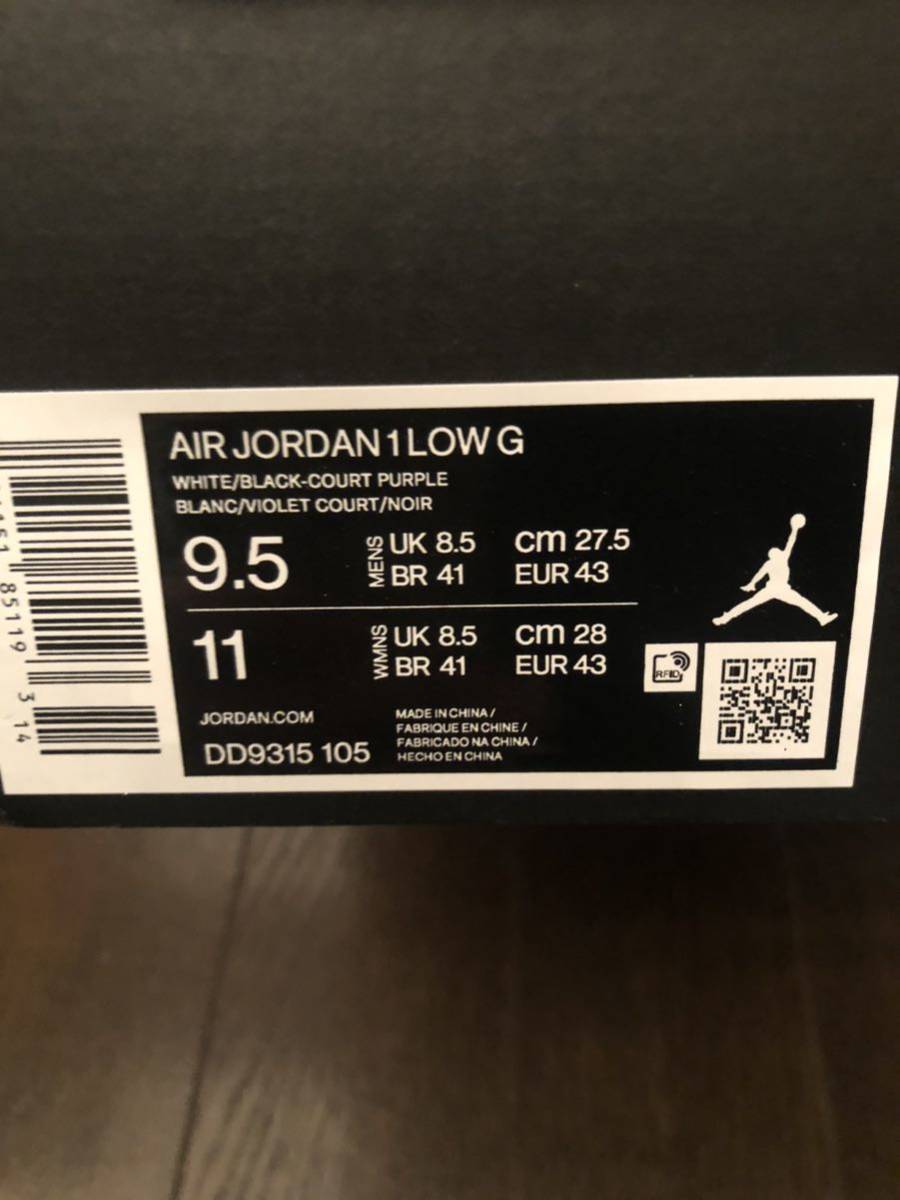 AIR JORDAN 1 LOW G
WHITE/BLACK-COURT PURPLE
BLANC/VIOLET COURT/NOIR
9.5 MENS UK 8.5 cm 27.5
BR 41 EUR 43
11 WMNS UK 8.5 cm 28
BR 41 EUR 43
JORDAN.COM
DD9315 105
MADE IN CHINA /
FABRIQUE EN CHINE /
FABRICADO NA CHINA /
HECHO EN CHINA
RFID
85119 314